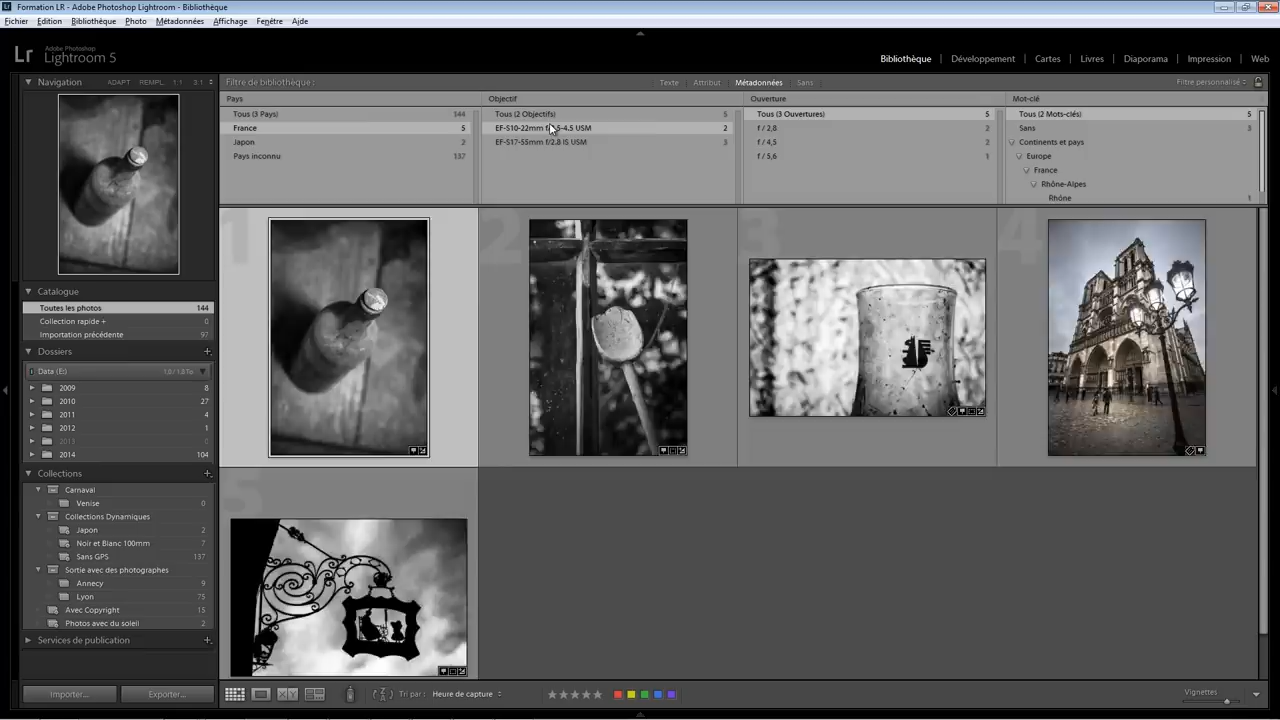 Formation LR - Adobe Photoshop Lightroom - Bibliothèque
Fichier Edition Bibliothèque Photo Métadonnées Affichage Fenêtre Aide
Lr Adobe Photoshop
Lightroom 5
Bibliothèque Développement Cartes Livres Diaporama Impression Web
Navigation ADAPT REMPL. 1:1 3:1
Filtre de bibliothèque : Texte Attribut Métadonnées Sans Filtre personnalisé
Pays Objectif Ouverture Mot-clé
Tous (3 Pays) 144 Tous (2 Objectifs) 5 Tous (3 Ouvertures) 5 Tous (2 Mots-clés) 5
France 5 EF-S10-22mm -4.5 USM 2 f / 2,8 2 Sans 3
Japon 2 EF-S17-55mm f/2.8 IS USM 3 f / 4,5 2 Continents et pays
Pays inconnu 137 f / 5,6 1 Europe
France
Rhône-Alpes
Rhône 1
1 2 3 4
Catalogue
Toutes les photos 144
Collection rapide + 0
Importation précédente 97
Dossiers
Data (E:)
2009 8
2010 27
2011 4
2012 1
2013 0
2014 104
Collections
5
Carnaval
Venise 0
Collections Dynamiques
Japon 2
Noir et Blanc 100mm 7
Sans GPS 137
Sortie avec des photographes
Annecy 9
Lyon 75
Avec Copyright 15
Photos avec du soleil 2
Services de publication
Importer... Exporter... Tri par : Heure de capture Vignettes